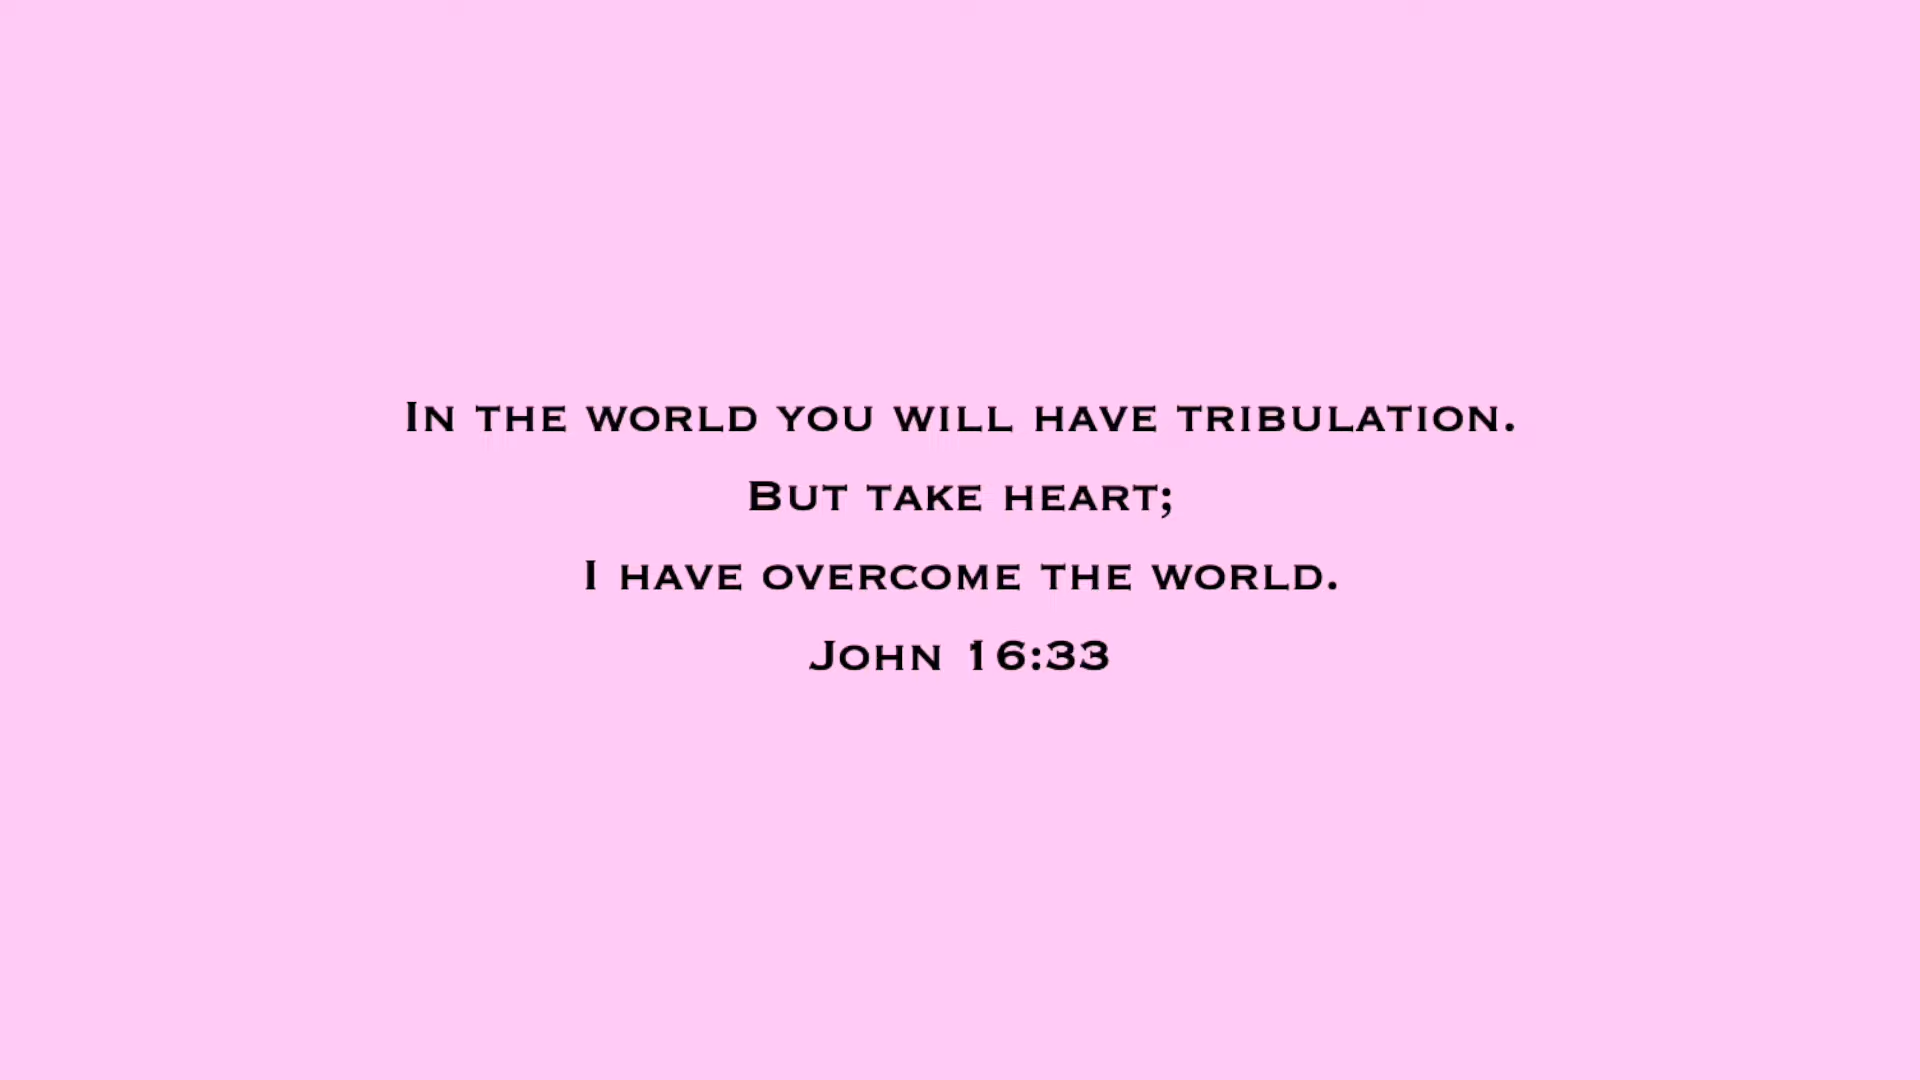 In the world you will have tribulation.
But take heart;
I have overcome the world.
John 16:33